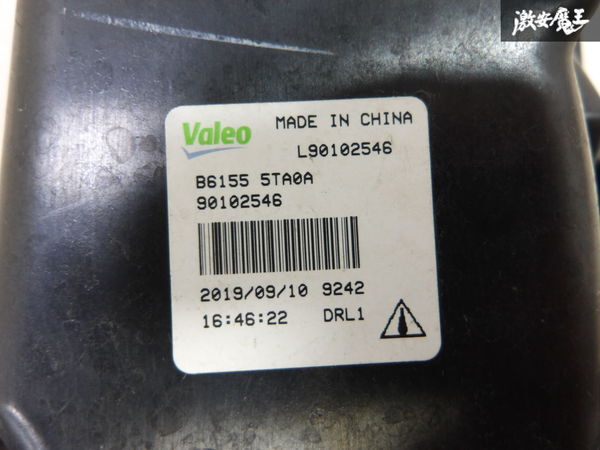 激安魔王
Valeo MADE IN CHINA
L90102546
B6155 5TA0A
90102546
2019/09/10 9242
16:46:22 DRL1